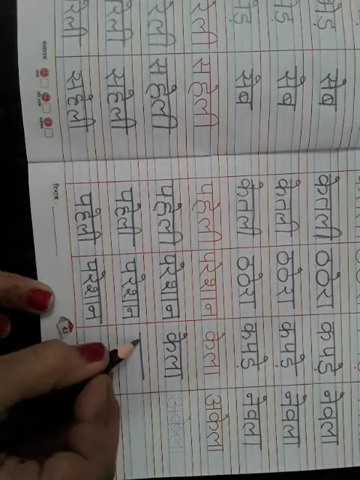 सेब
सेब
सेब
सहेली
सहेली
सहेली
सहेली
केतली ठठेरा कपड़े नेवला
केतली ठठेरा कपड़े नेवला
केतली ठठेरा कपड़े नेवला
पहेली परेशान केला अकेला
पहेली परेशान केला अकेला
पहेली परेशान
पहेली परेशान